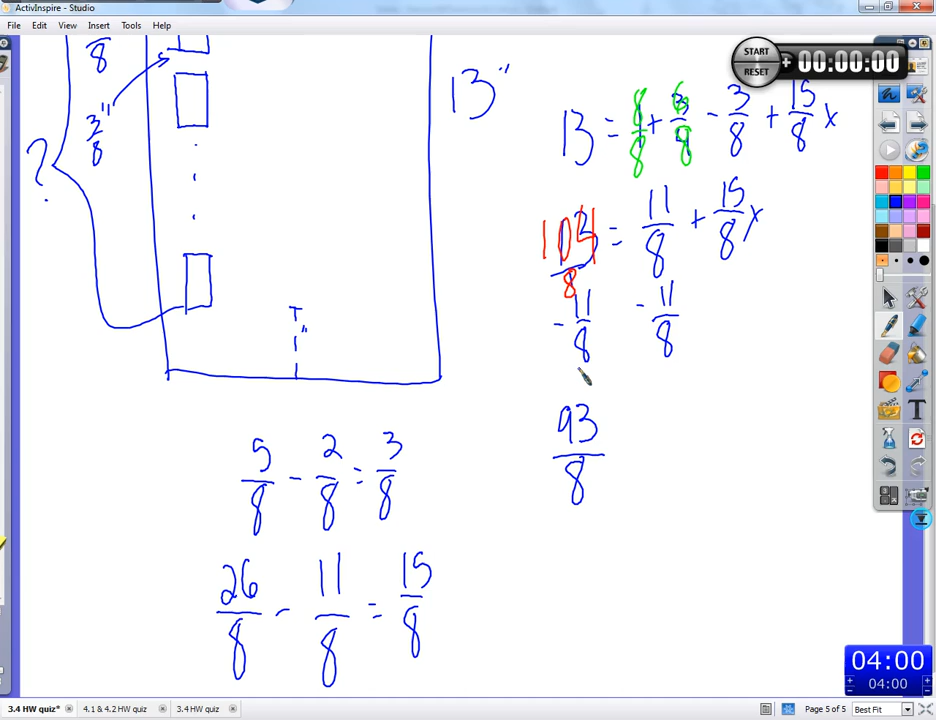 ActivInspire - Studio
File Edit View Insert Tools Help
START
RESET
00:00:00
8
3"
8
?
13"
13 = 8/8 + 6/8 - 3/8 + 15/8 x
104/8 = 11/8 + 15/8 x
- 11/8 - 11/8
93/8
1"
5/8 - 2/8 = 3/8
26/8 - 11/8 = 15/8
04:00
04:00
3.4 HW quiz* 4.1 & 4.2 HW quiz 3.4 HW quiz
Page 5 of 5 Best Fit